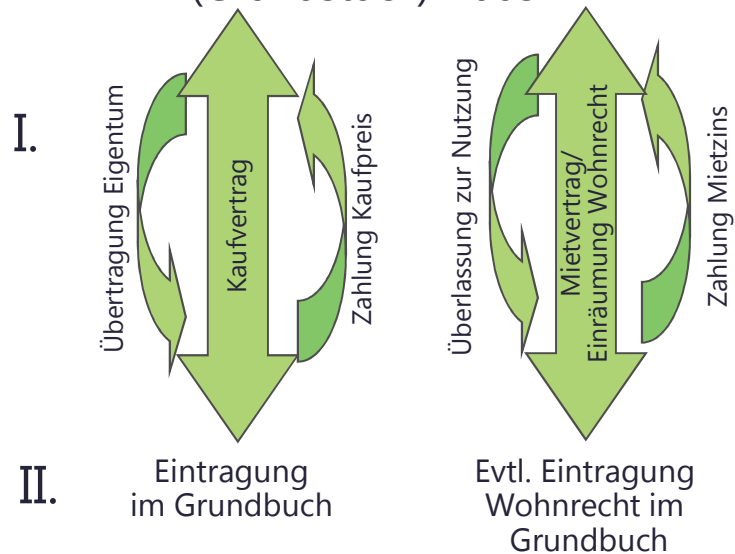 I.
Übertragung Eigentum
Kaufvertrag
Zahlung Kaufpreis
Überlassung zur Nutzung
Mietvertrag/
Einräumung Wohnrecht
Zahlung Mietzins
II.
Eintragung
im Grundbuch
Evtl. Eintragung
Wohnrecht im
Grundbuch